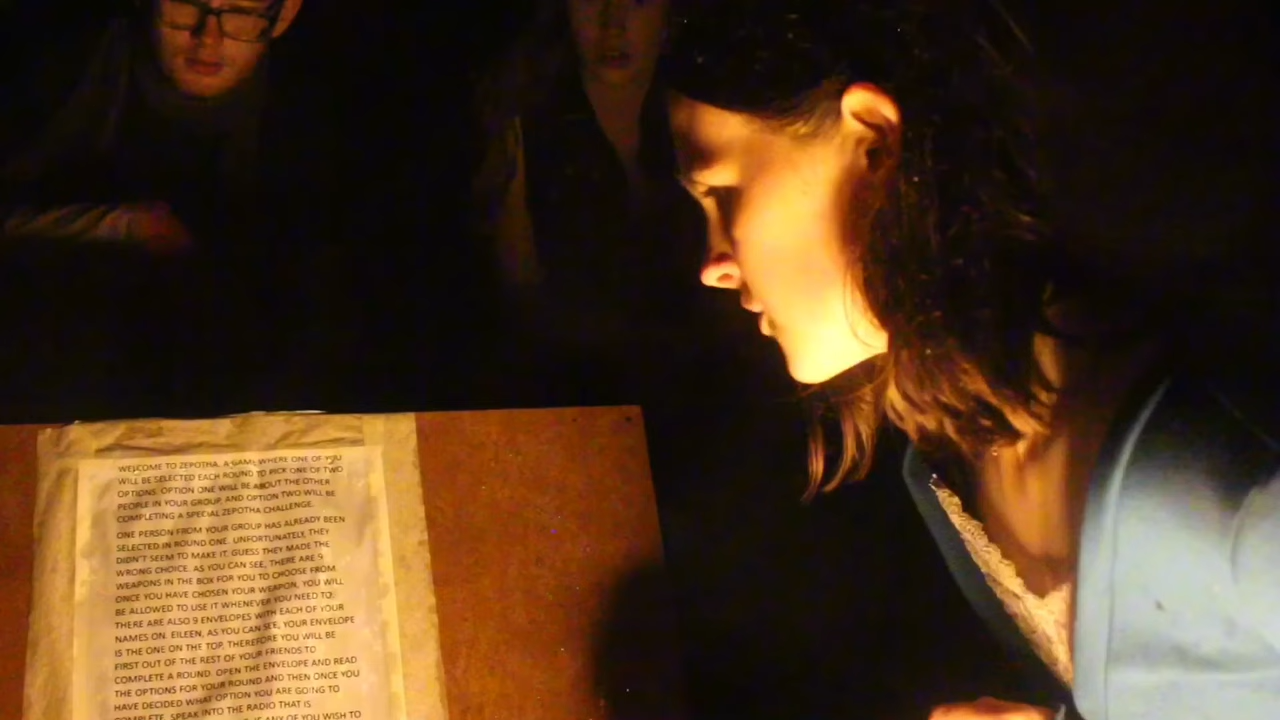 WELCOME TO ZEPOTHA, A GAME WHERE ONE OF YOU
WILL BE SELECTED EACH ROUND TO PICK ONE OF TWO
OPTIONS. OPTION ONE WILL BE ABOUT THE OTHER
PEOPLE IN YOUR GROUP AND OPTION TWO WILL BE
COMPLETING A SPECIAL ZEPOTHA CHALLENGE.
ONE PERSON FROM YOUR GROUP HAS ALREADY BEEN
SELECTED IN ROUND ONE. UNFORTUNATELY, THEY
DIDN'T SEEM TO MAKE IT. GUESS THEY MADE THE
WRONG CHOICE. AS YOU CAN SEE, THERE ARE 9
WEAPONS IN THE BOX FOR YOU TO CHOOSE FROM.
ONCE YOU HAVE CHOSEN YOUR WEAPON, YOU WILL
BE ALLOWED TO USE IT WHENEVER YOU NEED TO.
THERE ARE ALSO 9 ENVELOPES WITH EACH OF YOUR
NAMES ON. EILEEN, AS YOU CAN SEE, YOUR ENVELOPE
IS THE ONE ON THE TOP, THEREFORE YOU WILL BE
FIRST OUT OF THE REST OF YOUR FRIENDS TO
COMPLETE A ROUND. OPEN THE ENVELOPE AND READ
THE OPTIONS FOR YOUR ROUND AND THEN ONCE YOU
HAVE DECIDED WHAT OPTION YOU ARE GOING TO
COMPLETE, SPEAK INTO THE RADIO THAT IS
IF ANY OF YOU WISH TO